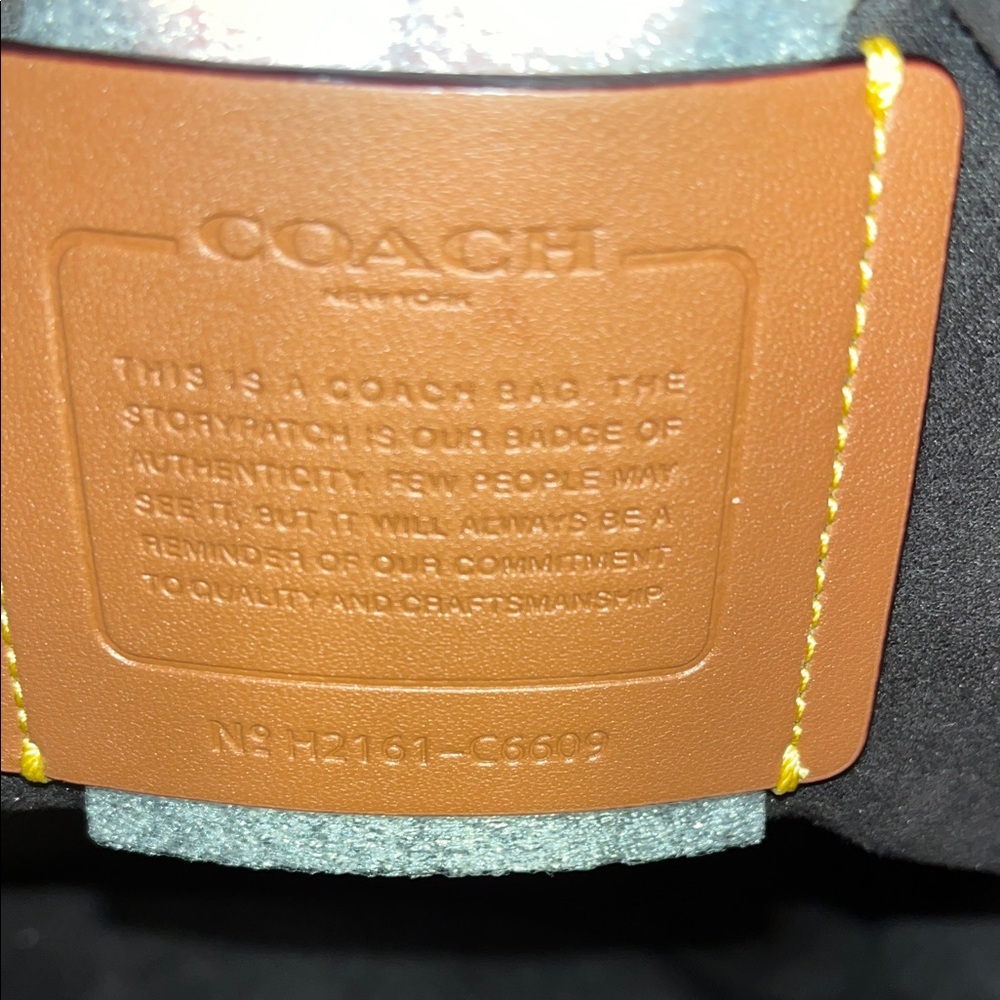 COACH
NEW YORK
THIS IS A COACH BAG. THE
STORYPATCH IS OUR BADGE OF
AUTHENTICITY. FEW PEOPLE MAY
SEE IT, BUT IT WILL ALWAYS BE A
REMINDER OF OUR COMMITMENT
TO QUALITY AND CRAFTSMANSHIP.
Nº H2161-C6609